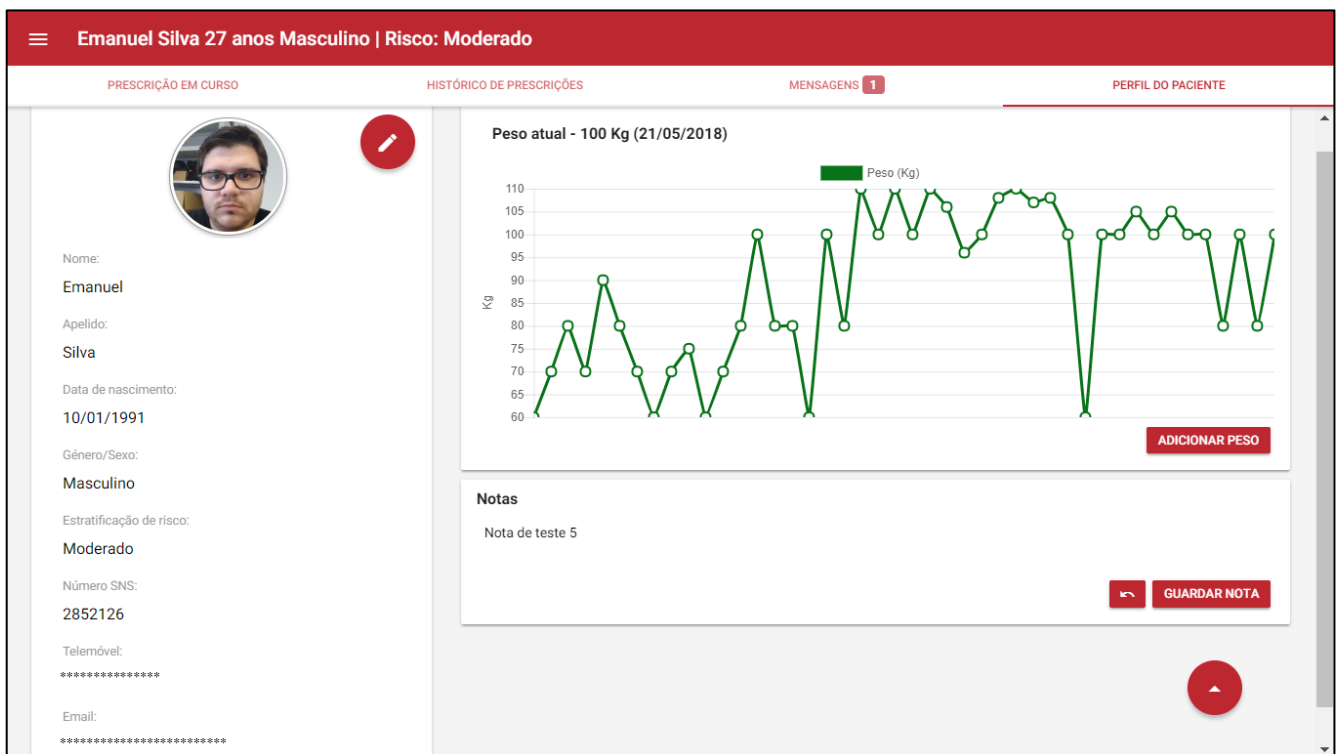 Emanuel Silva 27 anos Masculino | Risco: Moderado
PRESCRIÇÃO EM CURSO
HISTÓRICO DE PRESCRIÇÕES
MENSAGENS 1
PERFIL DO PACIENTE
Nome:
Emanuel
Apelido:
Silva
Data de nascimento:
10/01/1991
Género/Sexo:
Masculino
Estratificação de risco:
Moderado
Número SNS:
2852126
Telemóvel:
***************
Email:
*************************
Peso atual - 100 Kg (21/05/2018)
Peso (Kg)
110
105
100
95
90
85
80
75
70
65
60
Kg
ADICIONAR PESO
Notas
Nota de teste 5
GUARDAR NOTA